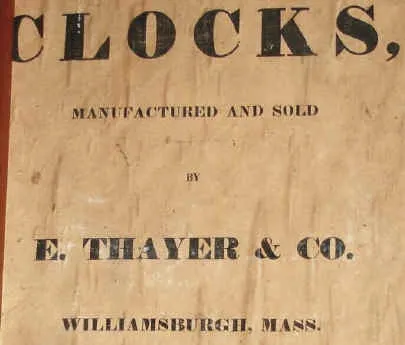 CLOCKS,
MANUFACTURED AND SOLD
BY
E. THAYER & CO.
WILLIAMSBURGH, MASS.